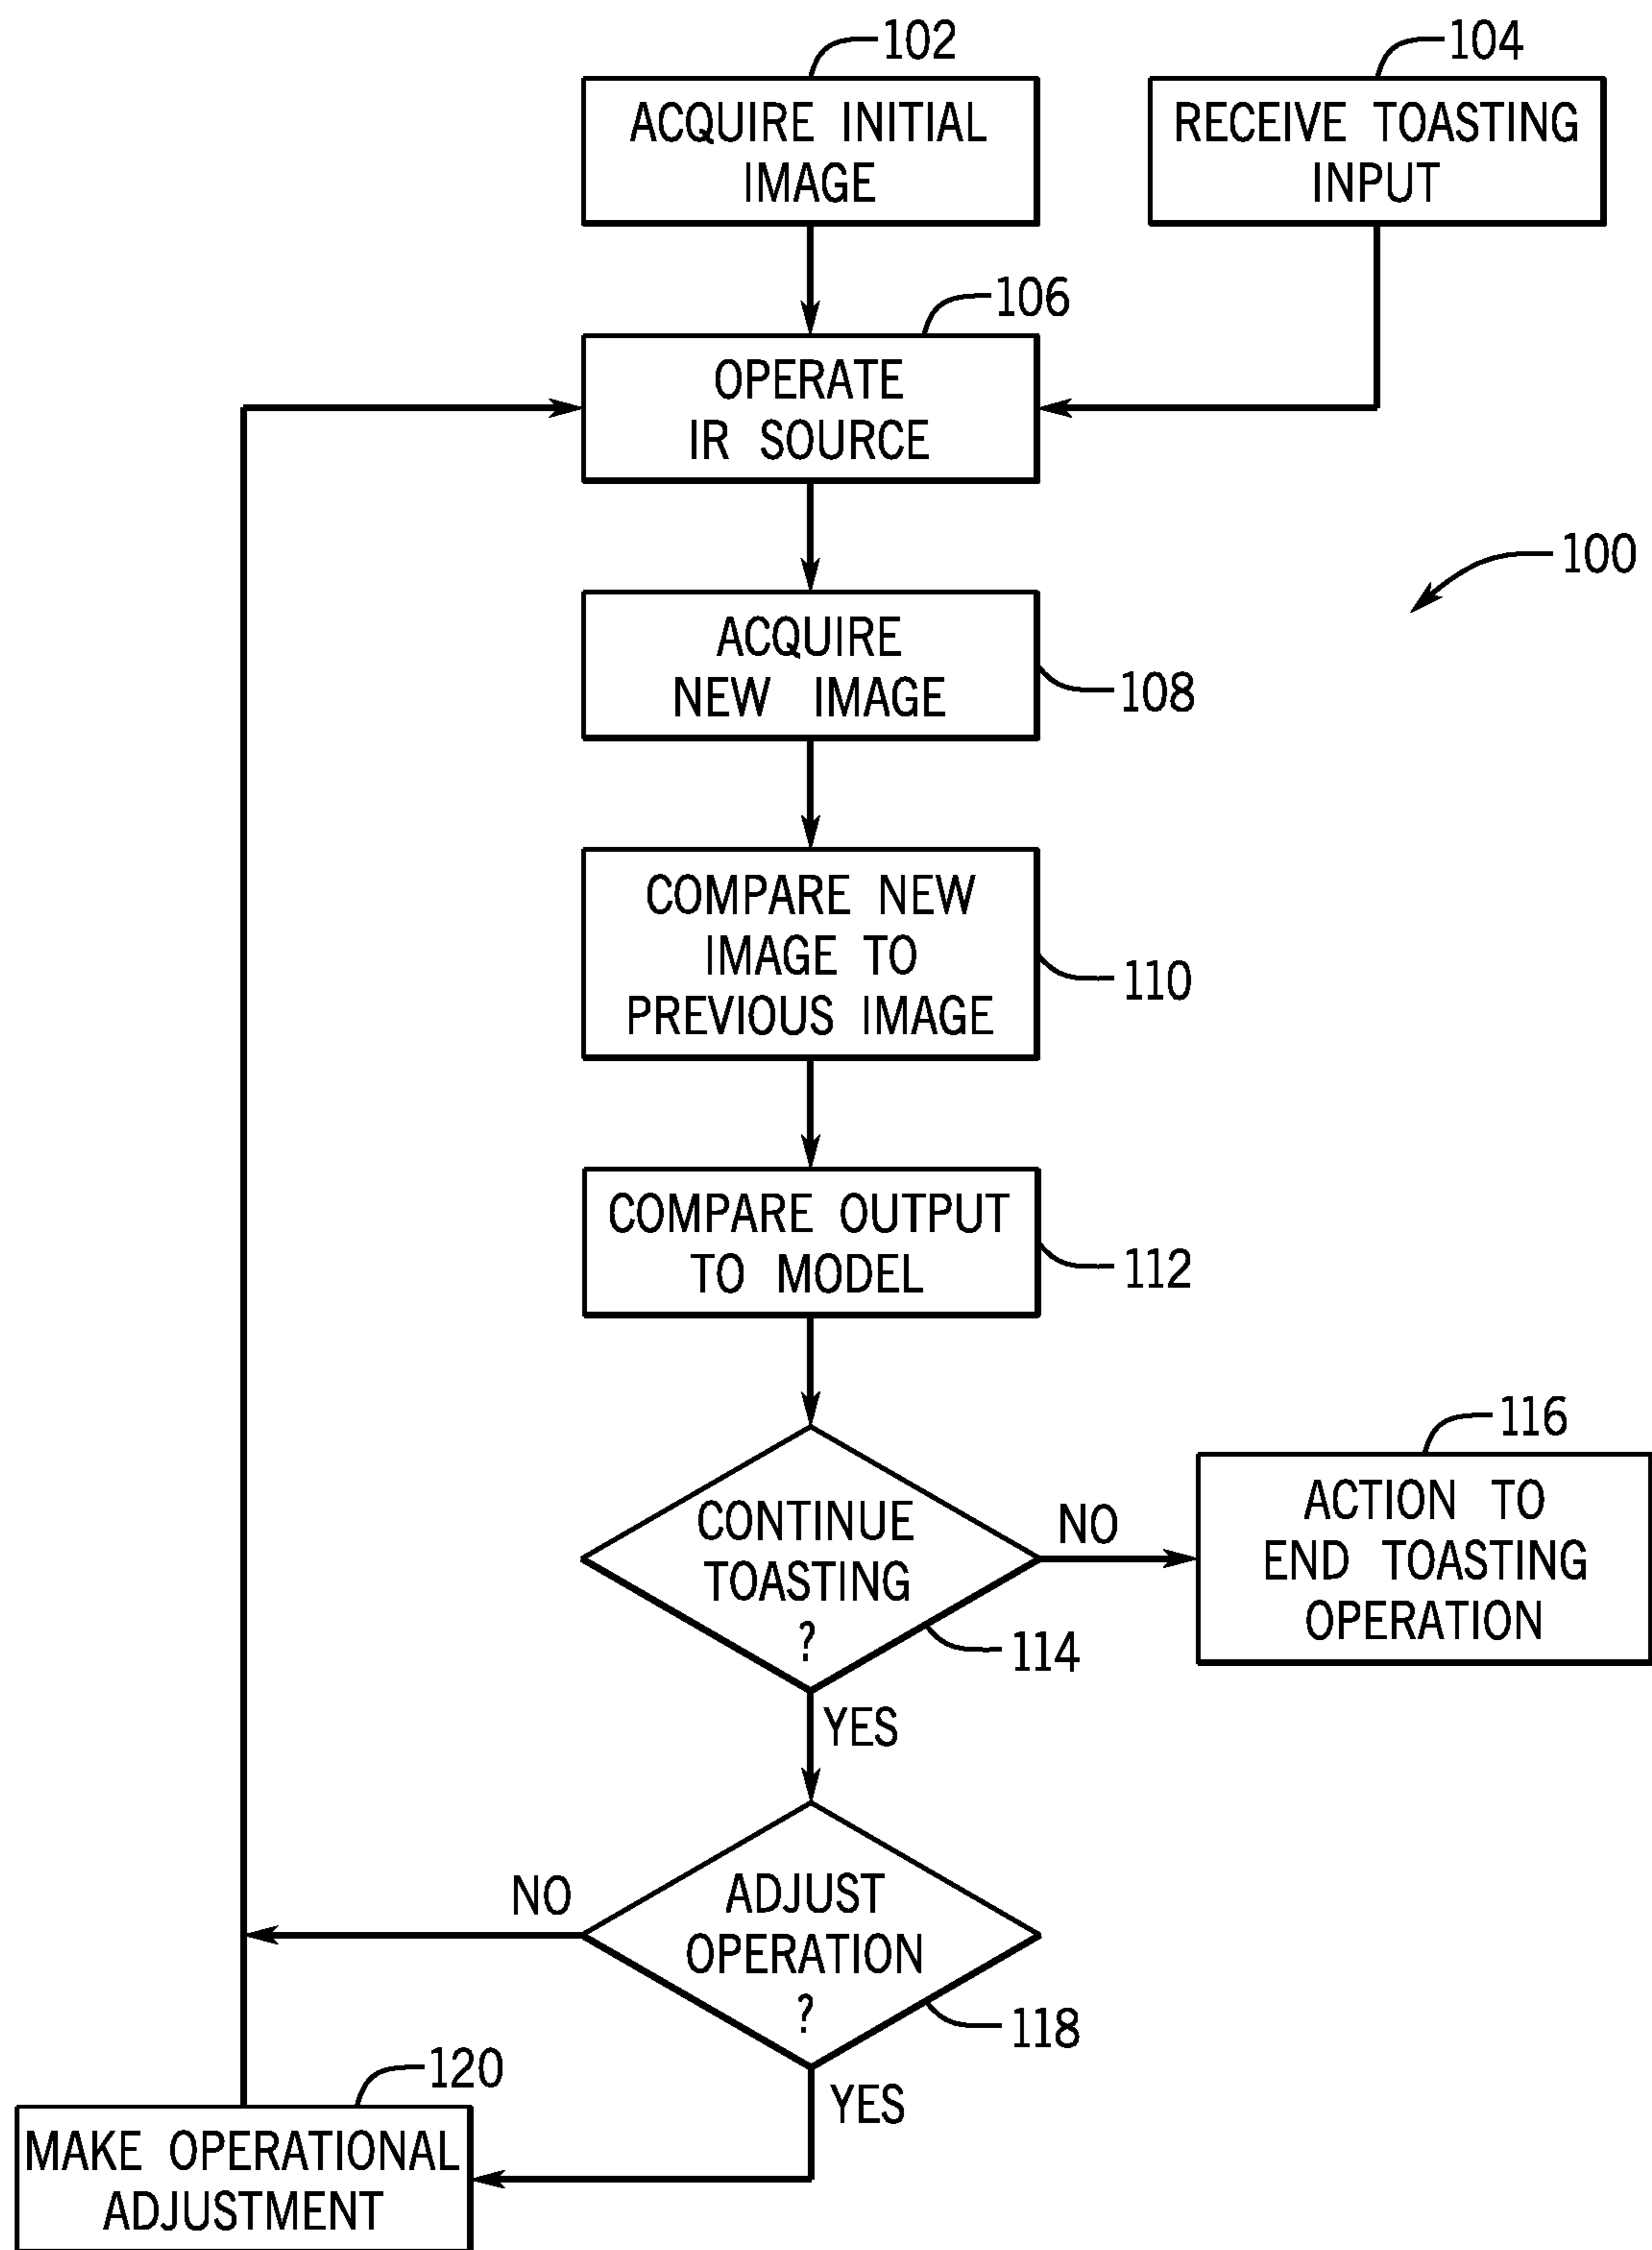 102
ACQUIRE INITIAL
IMAGE
104
RECEIVE TOASTING
INPUT
106
OPERATE
IR SOURCE
100
ACQUIRE
NEW IMAGE
108
COMPARE NEW
IMAGE TO
PREVIOUS IMAGE
110
COMPARE OUTPUT
TO MODEL
112
CONTINUE
TOASTING
?
114
NO
116
ACTION TO
END TOASTING
OPERATION
YES
ADJUST
OPERATION
?
118
NO
YES
120
MAKE OPERATIONAL
ADJUSTMENT